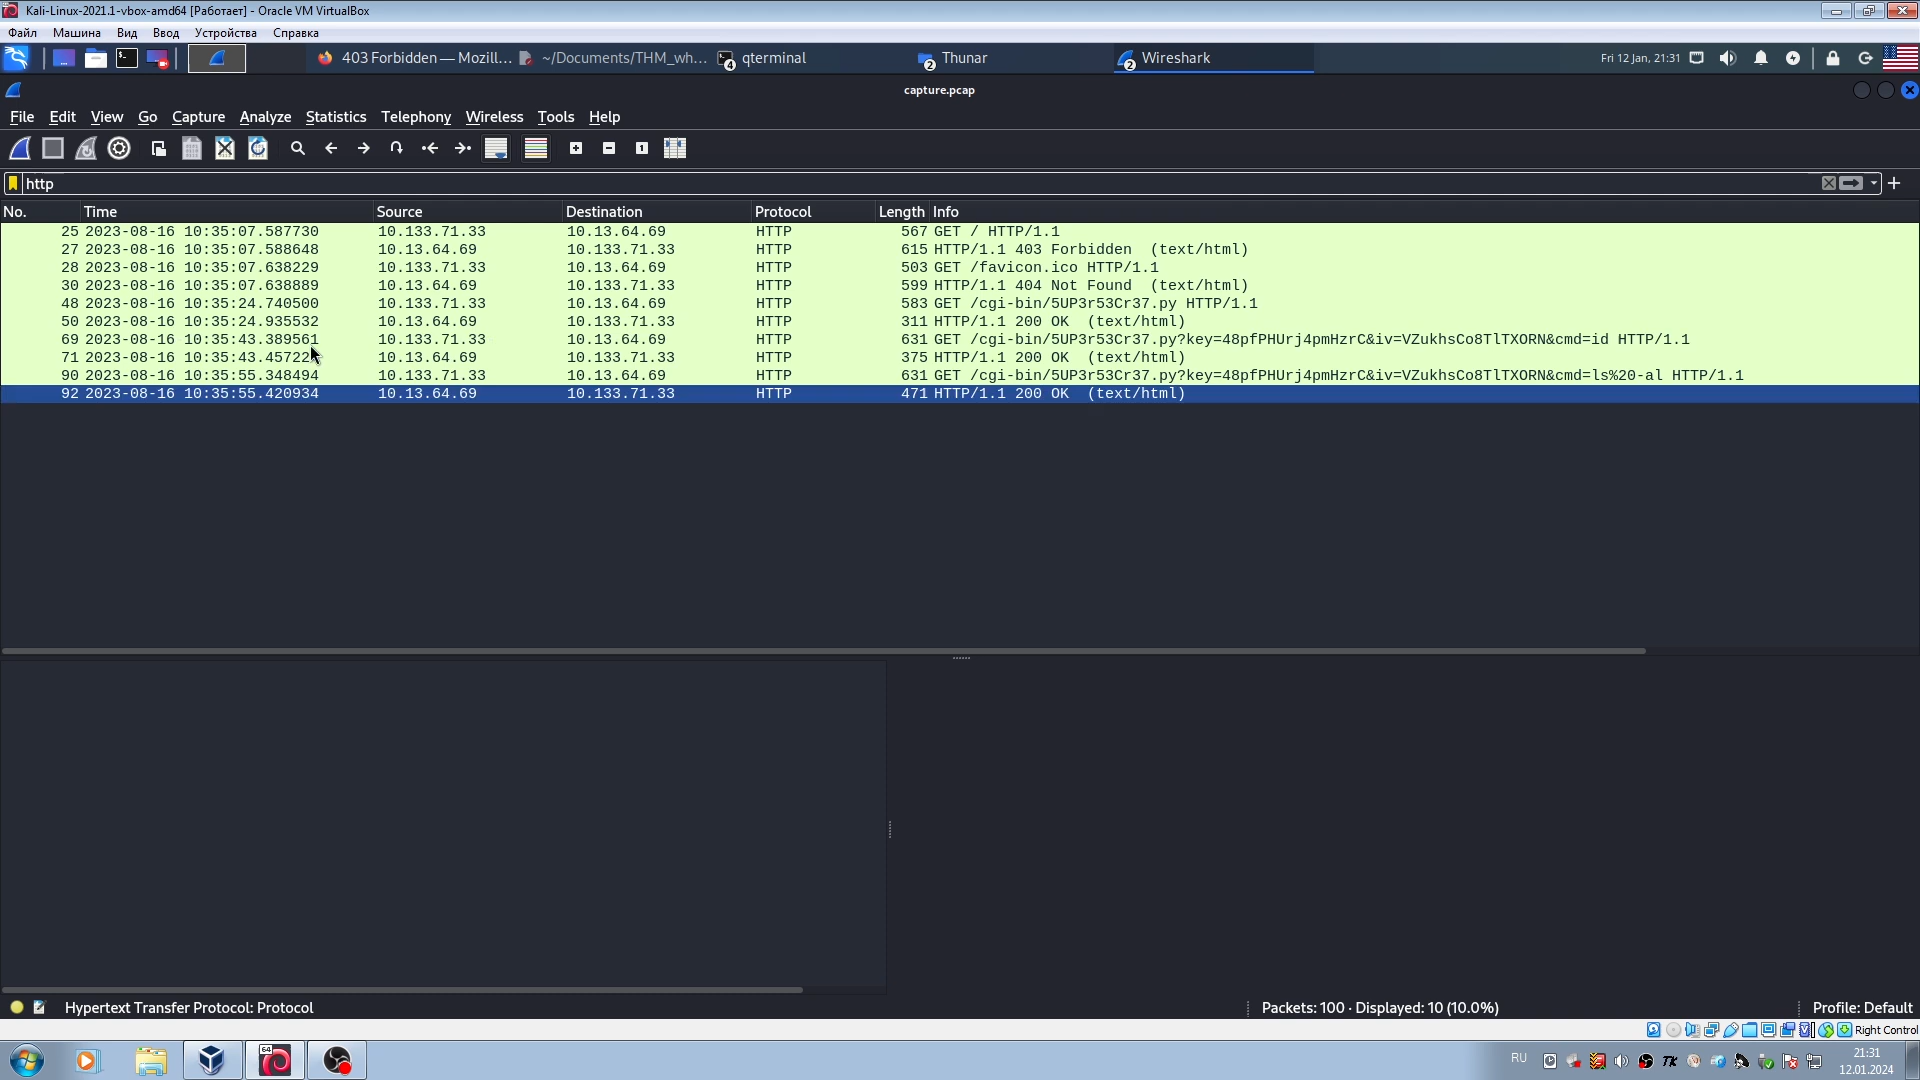 Kali-Linux-2021.1-vbox-amd64 [Работает] - Oracle VM VirtualBox
Файл Машина Вид Ввод Устройства Справка
403 Forbidden — Mozill... ~/Documents/THM_wh... 4 qterminal 2 Thunar 2 Wireshark Fri 12 Jan, 21:31
capture.pcap
File Edit View Go Capture Analyze Statistics Telephony Wireless Tools Help
http
No. Time Source Destination Protocol Length Info
25 2023-08-16 10:35:07.587730 10.133.71.33 10.13.64.69 HTTP 567 GET / HTTP/1.1
27 2023-08-16 10:35:07.588648 10.13.64.69 10.133.71.33 HTTP 615 HTTP/1.1 403 Forbidden (text/html)
28 2023-08-16 10:35:07.638229 10.133.71.33 10.13.64.69 HTTP 503 GET /favicon.ico HTTP/1.1
30 2023-08-16 10:35:07.638889 10.13.64.69 10.133.71.33 HTTP 599 HTTP/1.1 404 Not Found (text/html)
48 2023-08-16 10:35:24.740500 10.133.71.33 10.13.64.69 HTTP 583 GET /cgi-bin/5UP3r53Cr37.py HTTP/1.1
50 2023-08-16 10:35:24.935532 10.13.64.69 10.133.71.33 HTTP 311 HTTP/1.1 200 OK (text/html)
69 2023-08-16 10:35:43.389561 10.133.71.33 10.13.64.69 HTTP 631 GET /cgi-bin/5UP3r53Cr37.py?key=48pfPHUrj4pmHzrC&iv=VZukhsCo8TlTXORN&cmd=id HTTP/1.1
71 2023-08-16 10:35:43.45722 10.13.64.69 10.133.71.33 HTTP 375 HTTP/1.1 200 OK (text/html)
90 2023-08-16 10:35:55.348494 10.133.71.33 10.13.64.69 HTTP 631 GET /cgi-bin/5UP3r53Cr37.py?key=48pfPHUrj4pmHzrC&iv=VZukhsCo8TlTXORN&cmd=ls%20-al HTTP/1.1
92 2023-08-16 10:35:55.420934 10.13.64.69 10.133.71.33 HTTP 471 HTTP/1.1 200 OK (text/html)
Hypertext Transfer Protocol: Protocol Packets: 100 · Displayed: 10 (10.0%) Profile: Default
Right Control
64
RU TK 21:31
12.01.2024